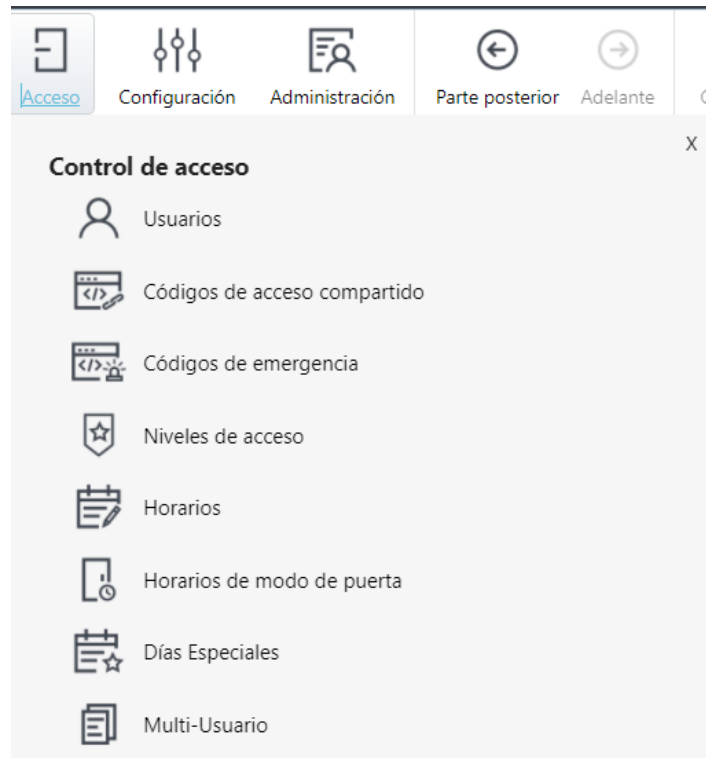 Acceso Configuración Administración Parte posterior Adelante
X
Control de acceso
Usuarios
Códigos de acceso compartido
Códigos de emergencia
Niveles de acceso
Horarios
Horarios de modo de puerta
Días Especiales
Multi-Usuario